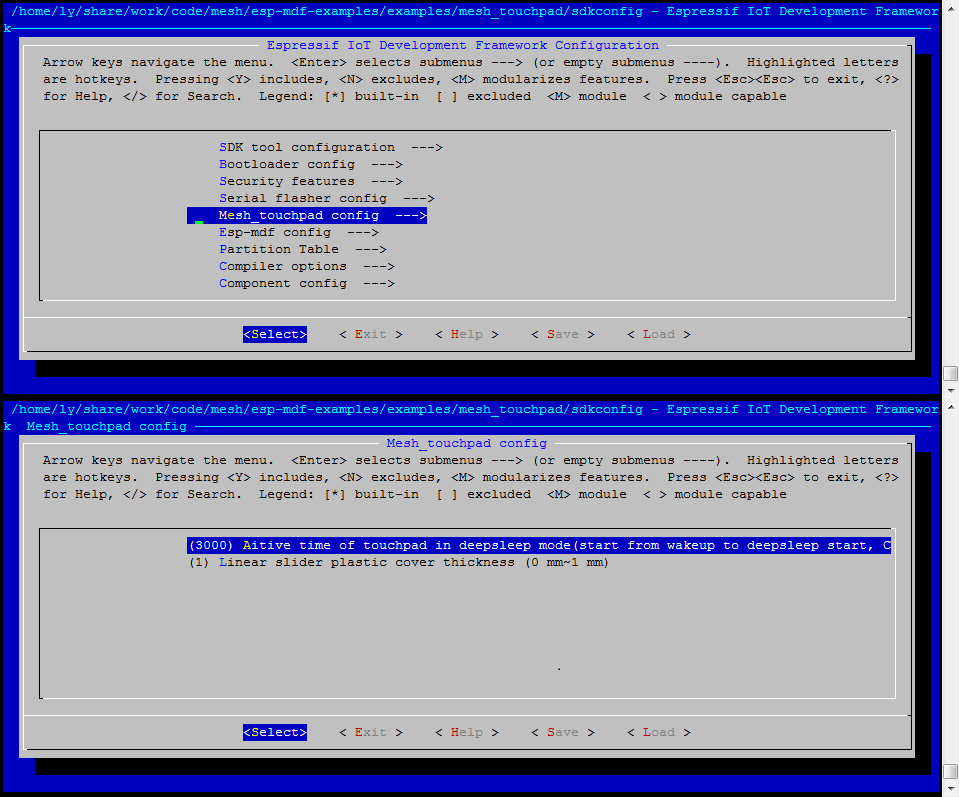 /home/ly/share/work/code/mesh/esp-mdf-examples/examples/mesh_touchpad/sdkconfig - Espressif IoT Development Framewor
k
Espressif IoT Development Framework Configuration
Arrow keys navigate the menu.  <Enter> selects submenus ---> (or empty submenus ----).  Highlighted letters
are hotkeys.  Pressing <Y> includes, <N> excludes, <M> modularizes features.  Press <Esc><Esc> to exit, <?>
for Help, </> for Search.  Legend: [*] built-in  [ ] excluded  <M> module  < > module capable
SDK tool configuration  --->
Bootloader config  --->
Security features  --->
Serial flasher config  --->
Mesh_touchpad config  --->
Esp-mdf config  --->
Partition Table  --->
Compiler options  --->
Component config  --->
<Select>    < Exit >    < Help >    < Save >    < Load >
/home/ly/share/work/code/mesh/esp-mdf-examples/examples/mesh_touchpad/sdkconfig - Espressif IoT Development Framewor
k  Mesh_touchpad config
Mesh_touchpad config
Arrow keys navigate the menu.  <Enter> selects submenus ---> (or empty submenus ----).  Highlighted letters
are hotkeys.  Pressing <Y> includes, <N> excludes, <M> modularizes features.  Press <Esc><Esc> to exit, <?>
for Help, </> for Search.  Legend: [*] built-in  [ ] excluded  <M> module  < > module capable
(3000) Aitive time of touchpad in deepsleep mode(start from wakeup to deepsleep start, C
(1) Linear slider plastic cover thickness (0 mm~1 mm)
<Select>    < Exit >    < Help >    < Save >    < Load >